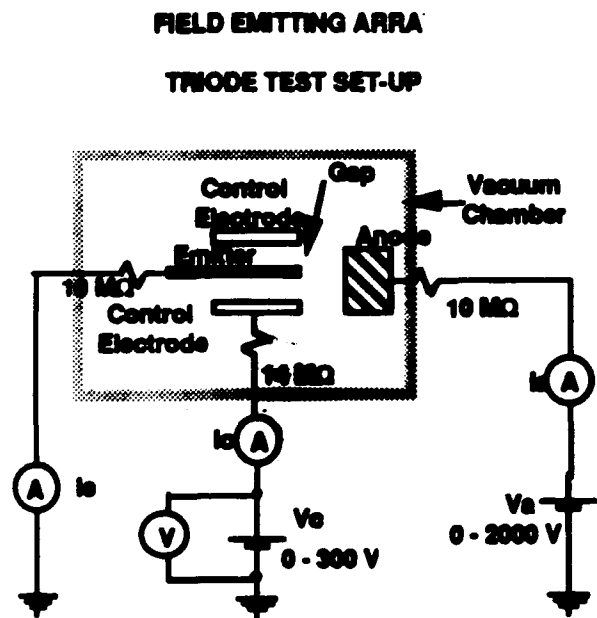 FIELD EMITTING ARRA
TRIODE TEST SET-UP
Gap
Control
Electrode
Vacuum
Chamber
Anode
Emitter
10 MΩ
10 MΩ
Control
Electrode
14 MΩ
Ia
A
Ic
A
A
Ie
V
Vc
0 - 300 V
Va
0 - 2000 V